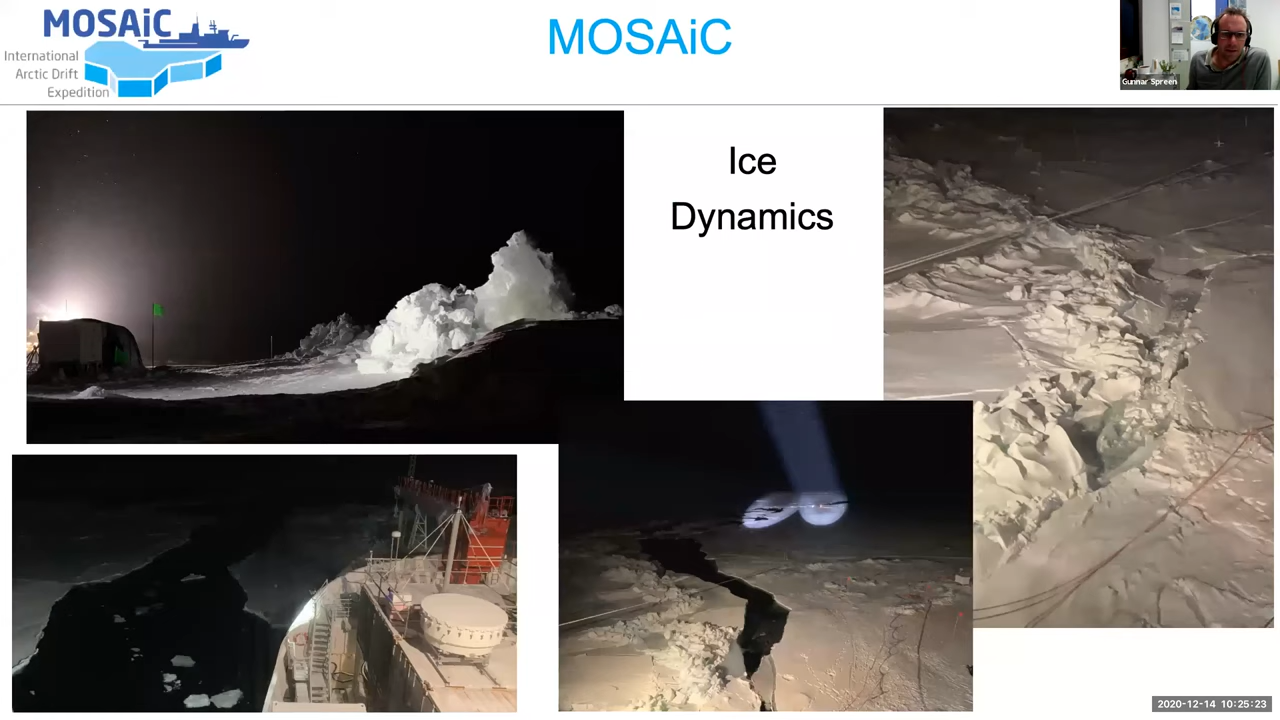 MOSAiC
International
Arctic Drift
Expedition
MOSAiC
Gunnar Spreen
Ice
Dynamics
2020-12-14 10:25:23